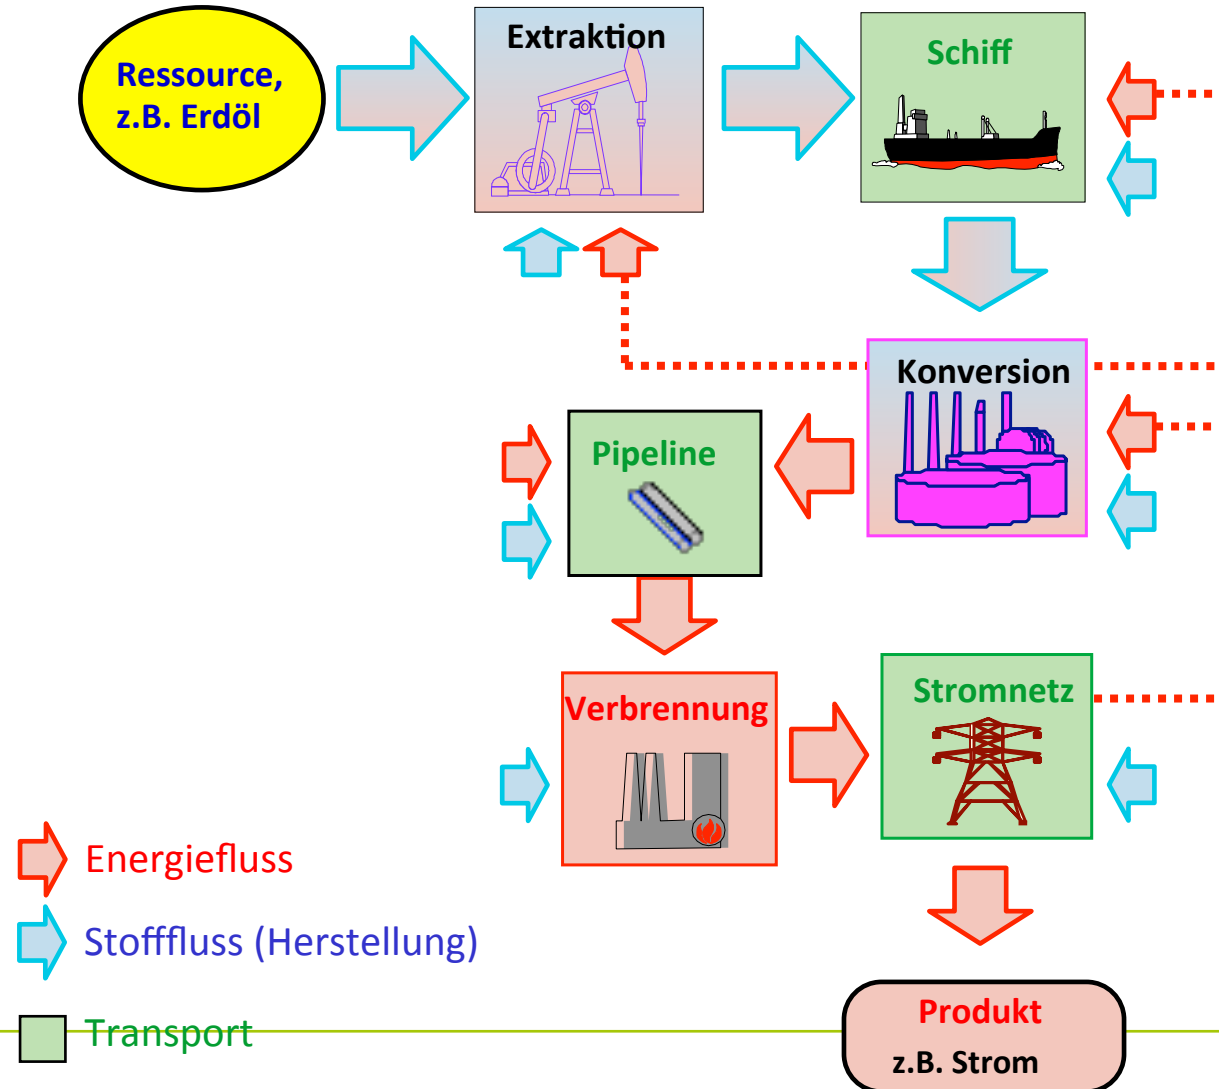 Ressource,
z.B. Erdöl
Extraktion
Schiff
Konversion
Pipeline
Verbrennung
Stromnetz
Energiefluss
Stofffluss (Herstellung)
Transport
Produkt
z.B. Strom